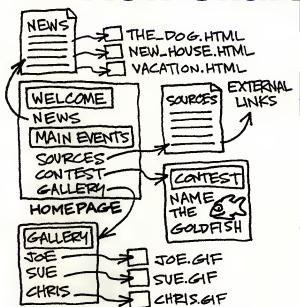 NEWS
THE_DOG.HTML
NEW_HOUSE.HTML
VACATION.HTML
WELCOME
NEWS
MAIN EVENTS
SOURCES
CONTEST
GALLERY
HOMEPAGE
SOURCES
EXTERNAL
LINKS
CONTEST
NAME
THE
GOLDFISH
GALLERY
JOE
SUE
CHRIS
JOE.GIF
SUE.GIF
CHRIS.GIF